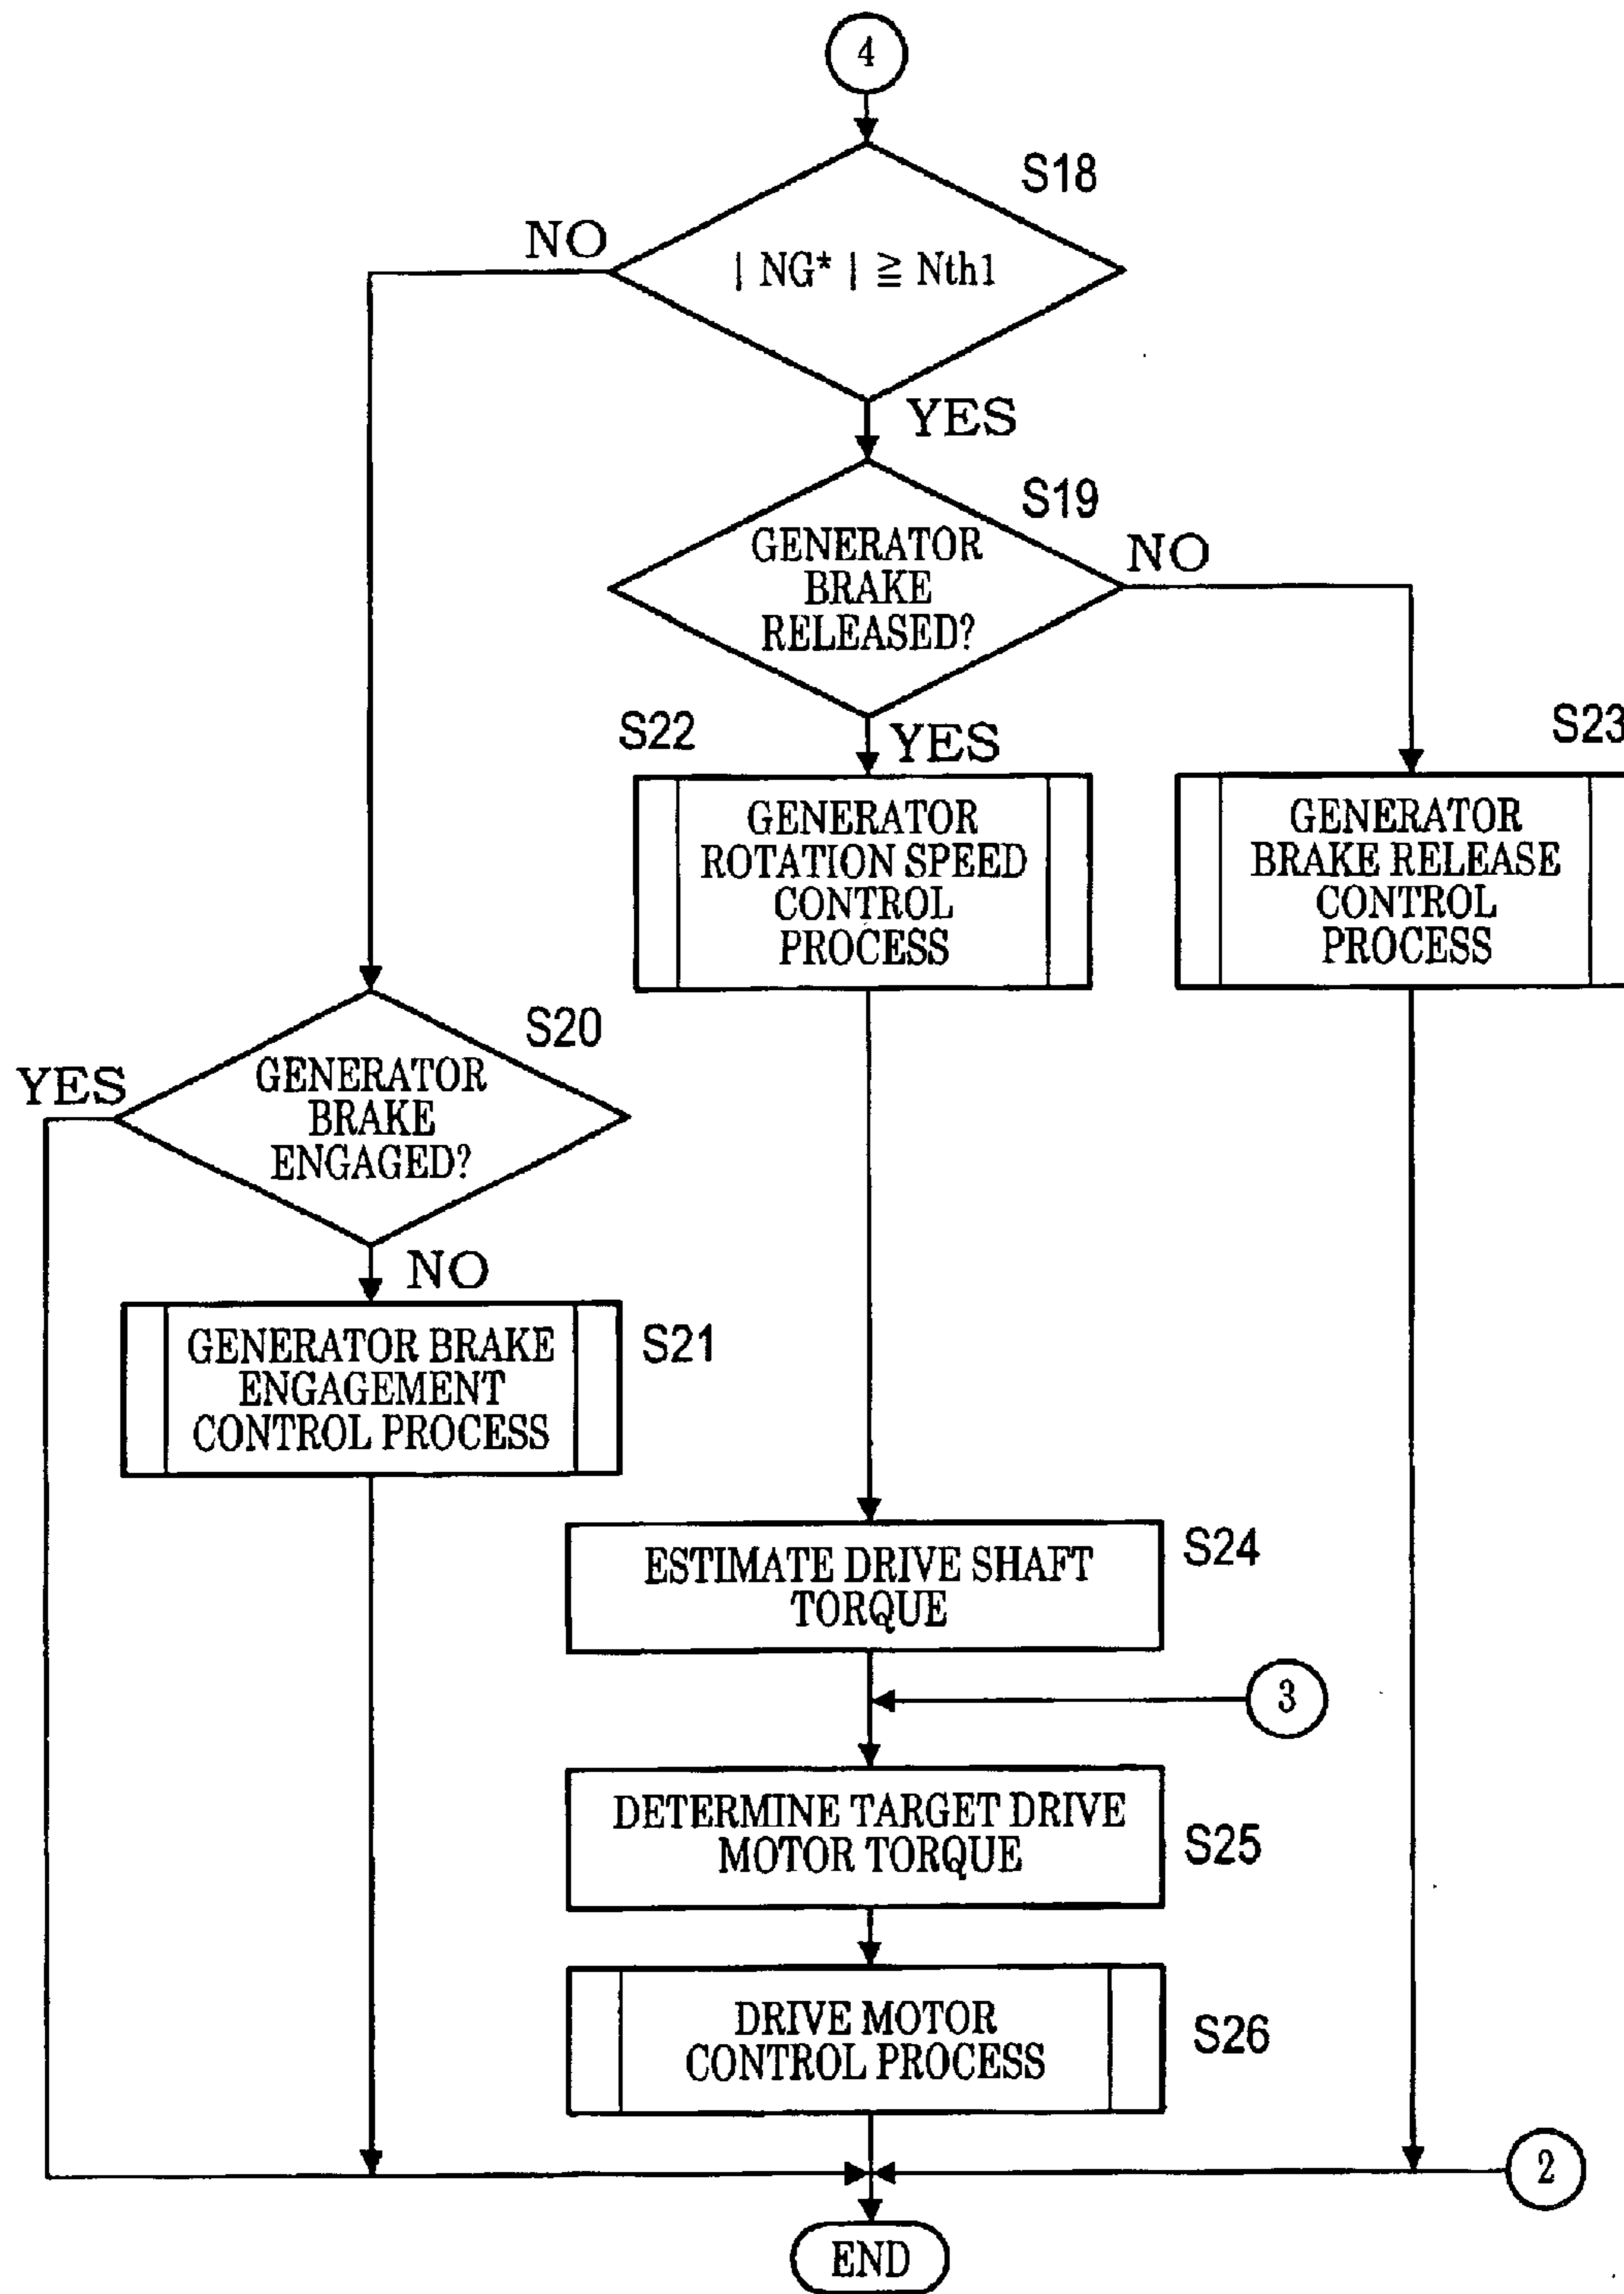 4
S18
NO
| NG* | ≧ Nth1
YES
S19
GENERATOR
BRAKE
RELEASED?
NO
S22
YES
S23
GENERATOR
ROTATION SPEED
CONTROL
PROCESS
GENERATOR
BRAKE RELEASE
CONTROL
PROCESS
S20
YES
GENERATOR
BRAKE
ENGAGED?
NO
GENERATOR BRAKE
ENGAGEMENT
CONTROL PROCESS
S21
ESTIMATE DRIVE SHAFT
TORQUE
S24
3
DETERMINE TARGET DRIVE
MOTOR TORQUE
S25
DRIVE MOTOR
CONTROL PROCESS
S26
2
END